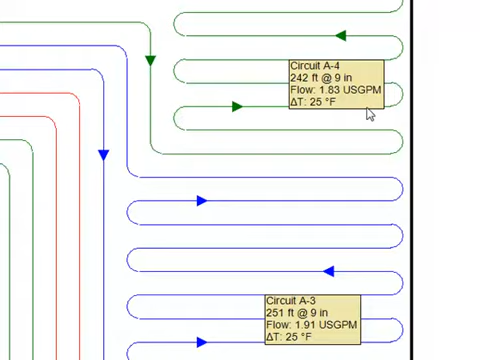 Circuit A-4
242 ft @ 9 in
Flow: 1.83 USGPM
ΔT: 25 °F
Circuit A-3
251 ft @ 9 in
Flow: 1.91 USGPM
ΔT: 25 °F